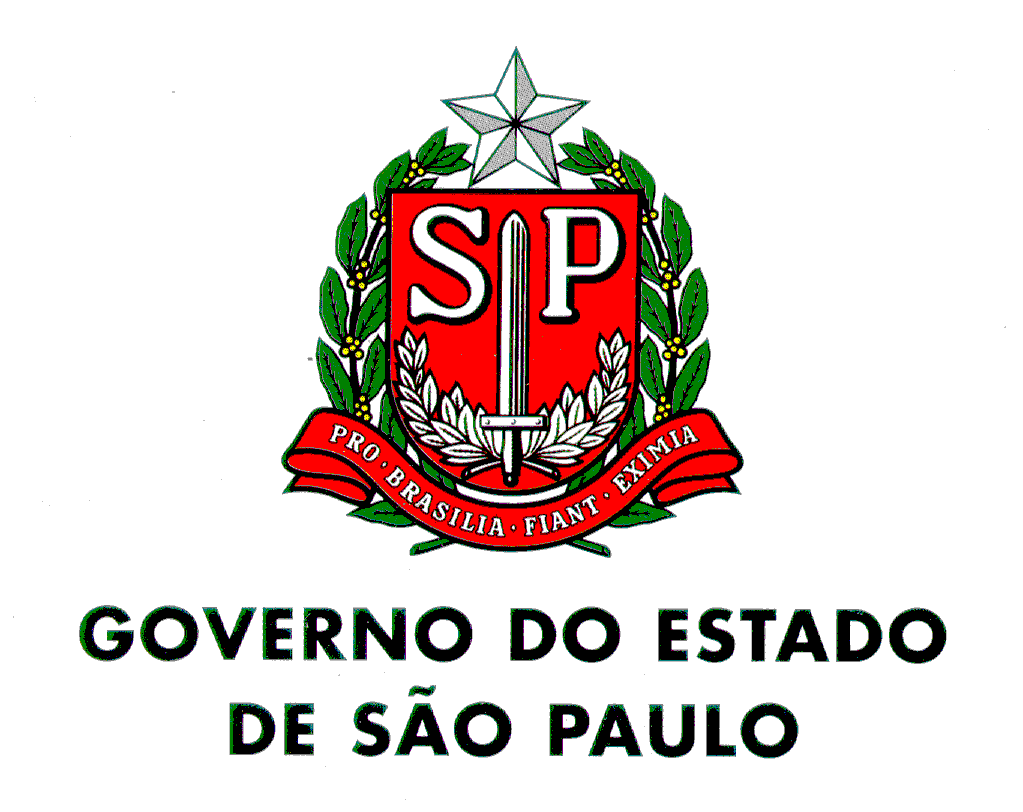 SP
PRO · BRASILIA · FIANT · EXIMIA
GOVERNO DO ESTADO
DE SÃO PAULO